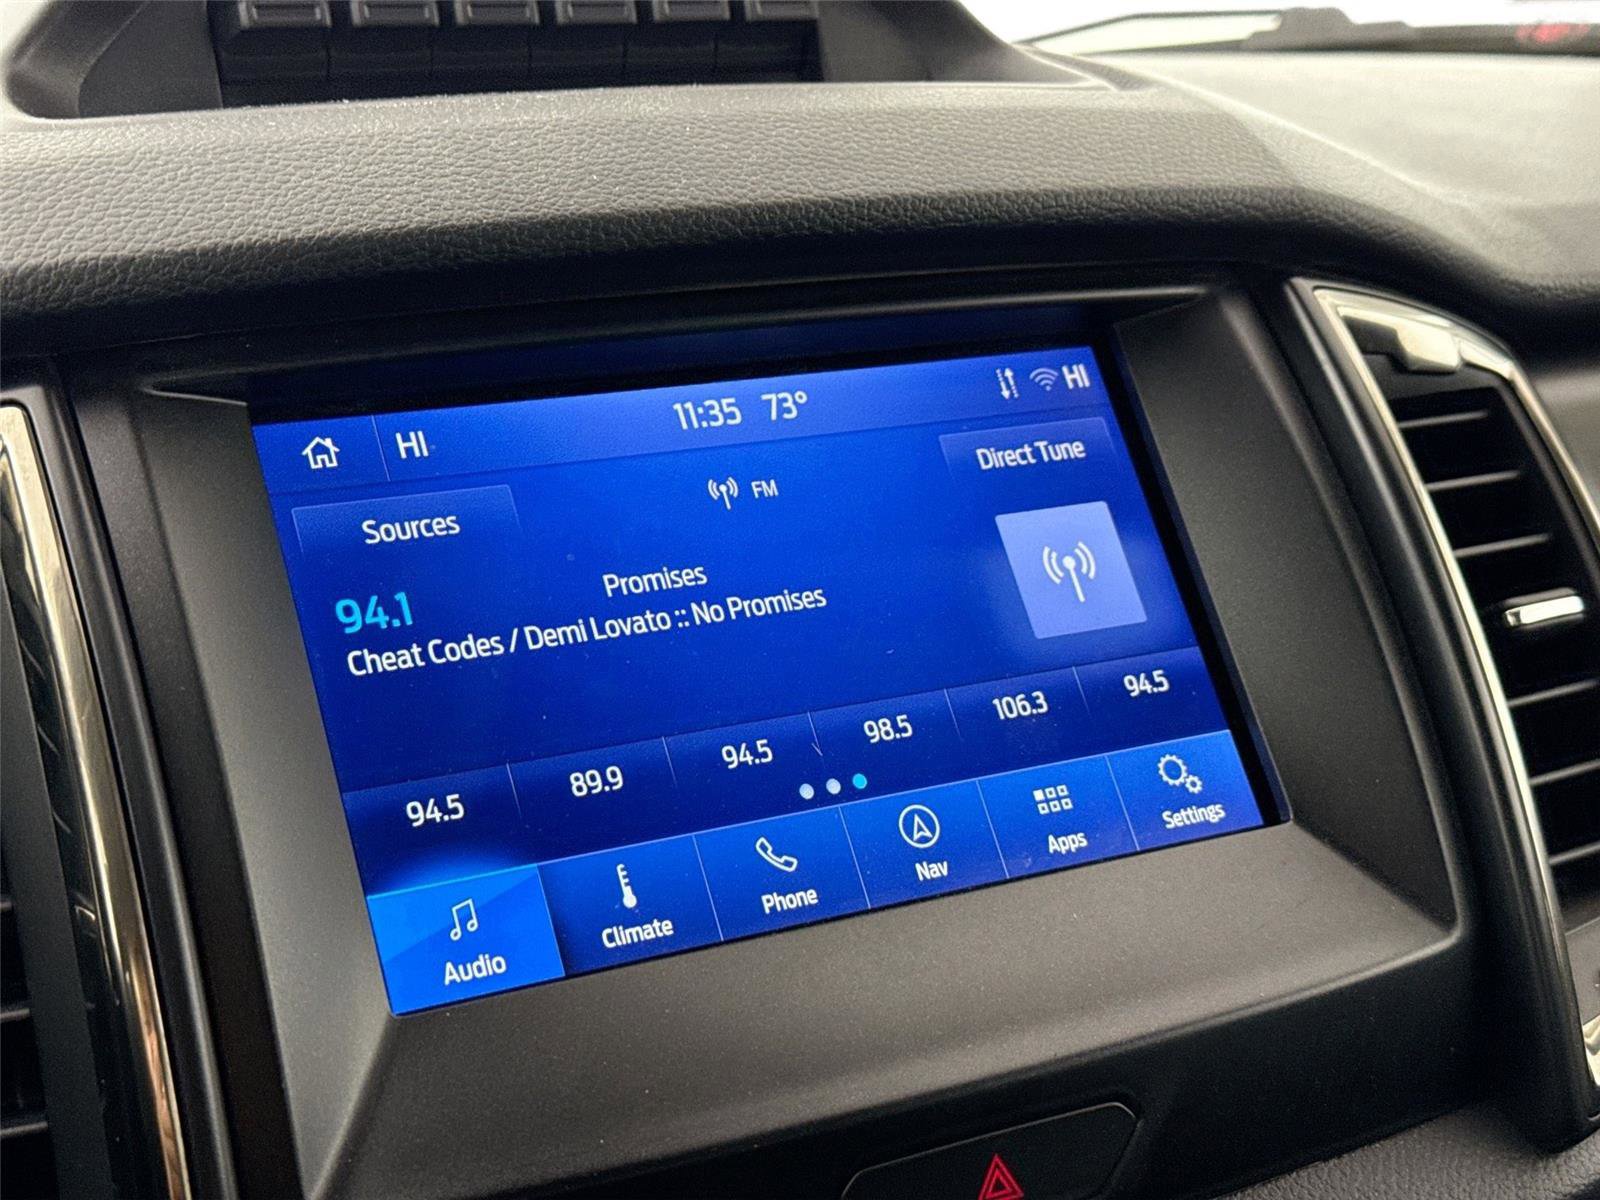 HI
11:35 73°
HI
Sources
FM
Direct Tune
94.1
Promises
Cheat Codes / Demi Lovato :: No Promises
94.5
89.9
94.5
98.5
106.3
94.5
Audio
Climate
Phone
Nav
Apps
Settings